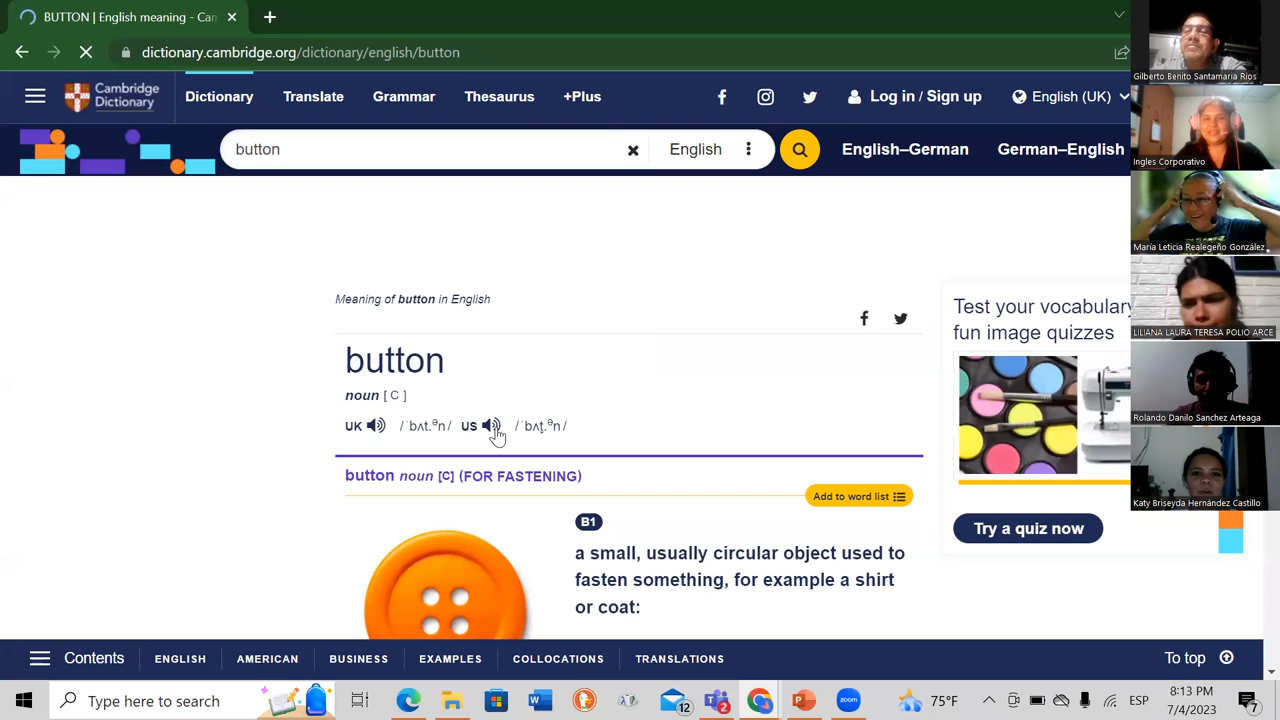 BUTTON | English meaning - Cam
dictionary.cambridge.org/dictionary/english/button
Cambridge
Dictionary
Dictionary
Translate
Grammar
Thesaurus
+Plus
Log in / Sign up
English (UK)
button
English
English–German
German–English
Meaning of button in English
button
noun [ C ]
UK /ˈbʌt.ᵊn/ US /ˈbʌt̬.ᵊn/
button noun [C] (FOR FASTENING)
Add to word list
B1
a small, usually circular object used to
fasten something, for example a shirt
or coat:
Test your vocabulary
fun image quizzes
Try a quiz now
Contents
ENGLISH
AMERICAN
BUSINESS
EXAMPLES
COLLOCATIONS
TRANSLATIONS
To top
Gilberto Benito Santamaria Rios
Ingles Corporativo
María Leticia Realegeño González
LILIANA LAURA TERESA POLIO ARCE
Rolando Danilo Sanchez Arteaga
Katy Briseyda Hernández Castillo
Type here to search
12
2
zoom
75°F
ESP
8:13 PM
7/4/2023
7